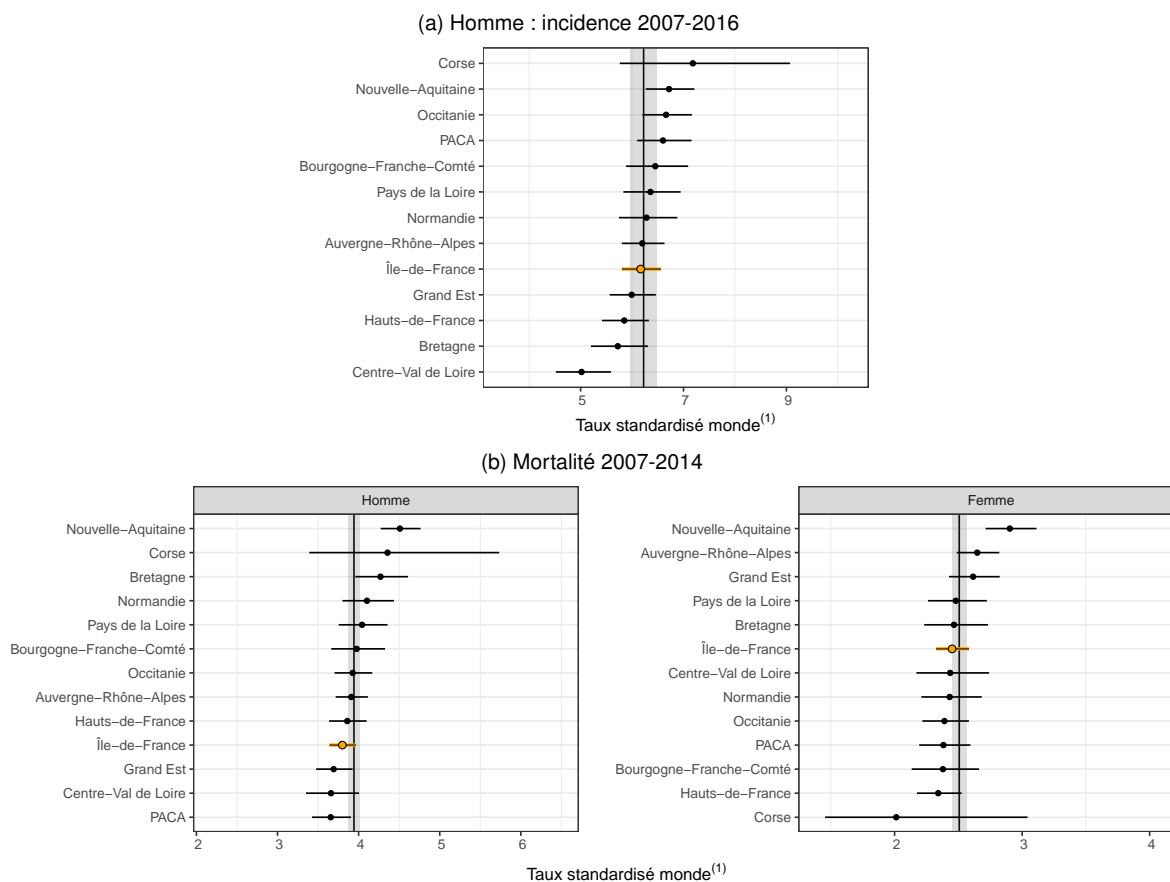 (a) Homme : incidence 2007-2016
Corse
Nouvelle−Aquitaine
Occitanie
PACA
Bourgogne−Franche−Comté
Pays de la Loire
Normandie
Auvergne−Rhône−Alpes
Île−de−France
Grand Est
Hauts−de−France
Bretagne
Centre−Val de Loire
5 7 9
Taux standardisé monde(1)
(b) Mortalité 2007-2014
Homme
Nouvelle−Aquitaine
Corse
Bretagne
Normandie
Pays de la Loire
Bourgogne−Franche−Comté
Occitanie
Auvergne−Rhône−Alpes
Hauts−de−France
Île−de−France
Grand Est
Centre−Val de Loire
PACA
2 3 4 5 6
Femme
Nouvelle−Aquitaine
Auvergne−Rhône−Alpes
Grand Est
Pays de la Loire
Bretagne
Île−de−France
Centre−Val de Loire
Normandie
Occitanie
PACA
Bourgogne−Franche−Comté
Hauts−de−France
Corse
2 3 4
Taux standardisé monde(1)